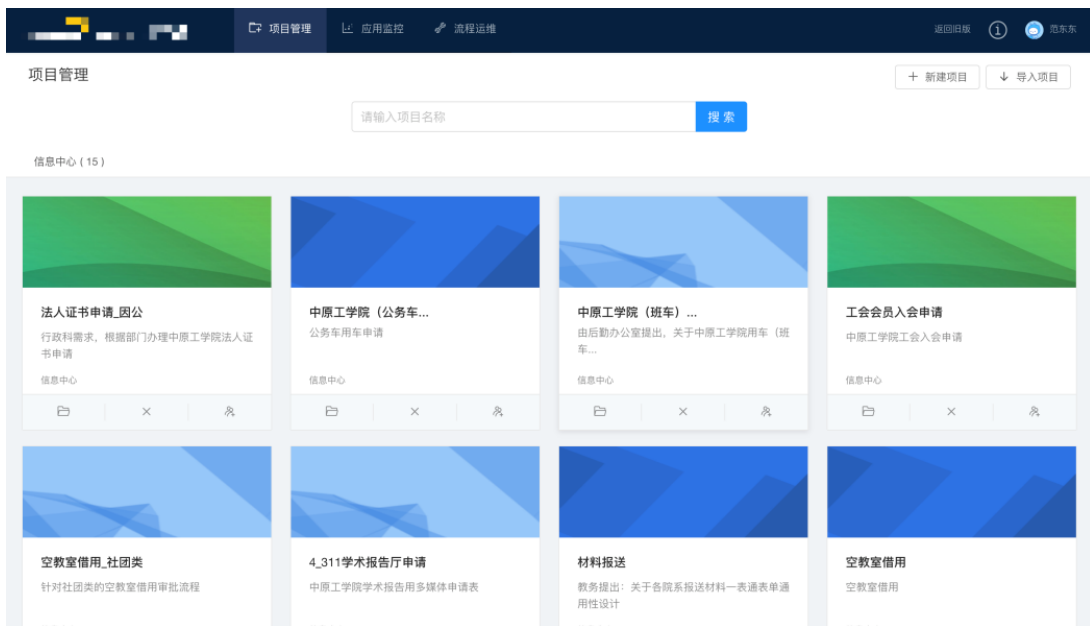 项目管理
应用监控
流程运维
返回旧版
范东东
项目管理
新建项目
导入项目
请输入项目名称
搜索
信息中心 ( 15 )
法人证书申请_因公
行政科需求，根据部门办理中原工学院法人证
书申请
信息中心
中原工学院（公务车...
公务车用车申请
信息中心
中原工学院（班车）...
由后勤办公室提出，关于中原工学院用车（班
车...
信息中心
工会会员入会申请
中原工学院工会入会申请
信息中心
空教室借用_社团类
针对社团类的空教室借用审批流程
4_311学术报告厅申请
中原工学院学术报告用多媒体申请表
材料报送
教务提出：关于各院系报送材料一表通表单通
用性设计
空教室借用
空教室借用